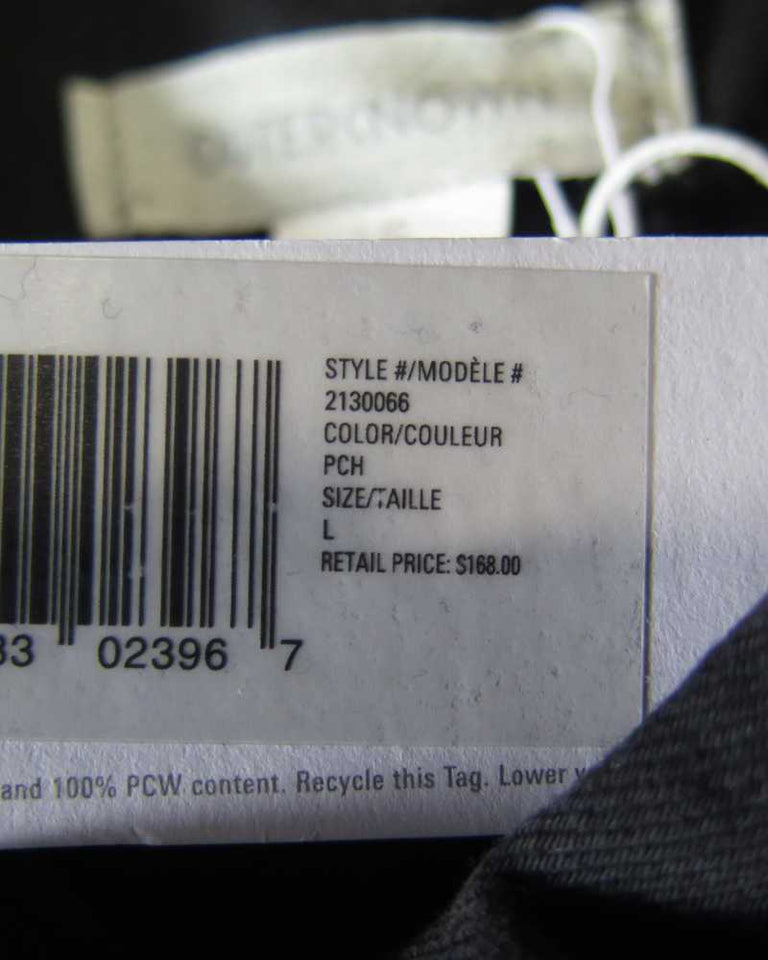 OUTERKNOWN
STYLE #/MODÈLE #
2130066
COLOR/COULEUR
PCH
SIZE/TAILLE
L
RETAIL PRICE: $168.00
33 02396 7
and 100% PCW content. Recycle this Tag. Lower